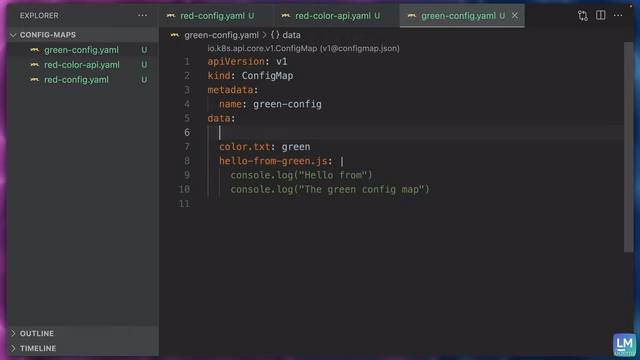 EXPLORER
red-config.yaml U
red-color-api.yaml U
green-config.yaml U
CONFIG-MAPS
green-config.yaml U
red-color-api.yaml U
red-config.yaml U
green-config.yaml > {} data
io.k8s.api.core.v1.ConfigMap (v1@configmap.json)
1 apiVersion: v1
2 kind: ConfigMap
3 metadata:
4 name: green-config
5 data:
6
7 color.txt: green
8 hello-from-green.js: |
9 console.log("Hello from")
10 console.log("The green config map")
11
OUTLINE
TIMELINE
LM